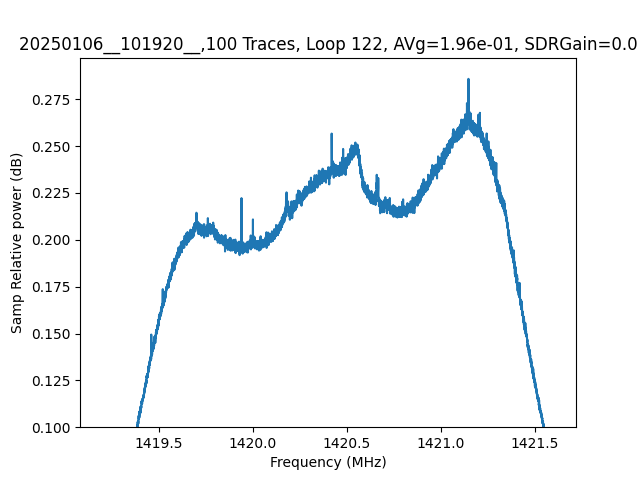 20250106__101920__,100 Traces, Loop 122, AVg=1.96e-01, SDRGain=0.0
0.275
0.250
0.225
0.200
0.175
0.150
0.125
0.100
Samp Relative power (dB)
1419.5 1420.0 1420.5 1421.0 1421.5
Frequency (MHz)